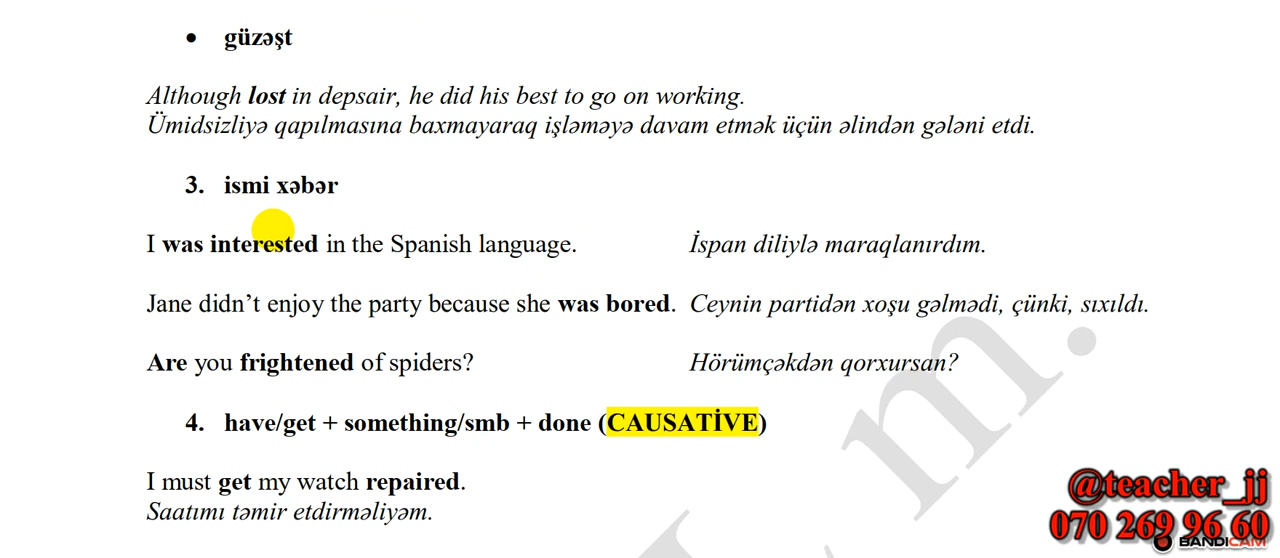 • güzəşt
Although lost in depsair, he did his best to go on working.
Ümidsizliyə qapılmasına baxmayaraq işləməyə davam etmək üçün əlindən gələni etdi.
3. ismi xəbər
I was interested in the Spanish language. İspan diliylə maraqlanırdım.
Jane didn’t enjoy the party because she was bored. Ceynin partidən xoşu gəlmədi, çünki, sıxıldı.
Are you frightened of spiders? Hörümçəkdən qorxursan?
4. have/get + something/smb + done (CAUSATİVE)
I must get my watch repaired.
Saatımı təmir etdirməliyəm.
@teacher_jj
070 269 96 60
BANDICAM